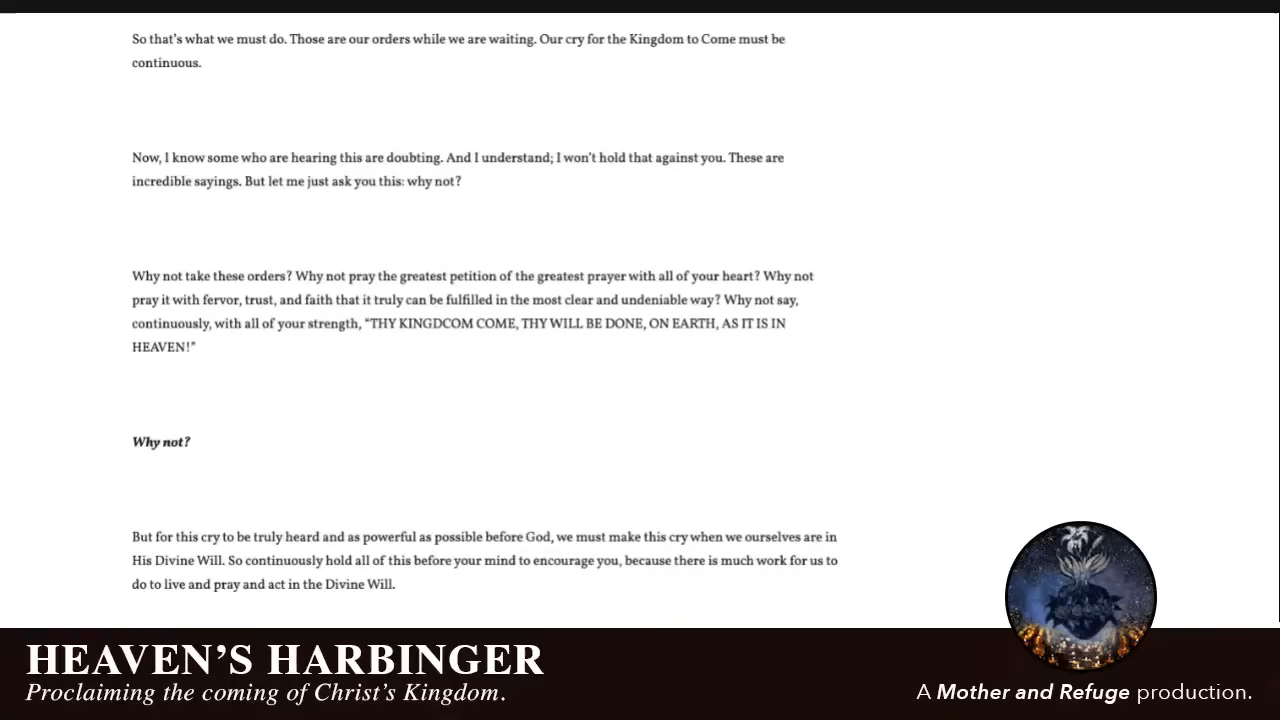 So that's what we must do. Those are our orders while we are waiting. Our cry for the Kingdom to Come must be
continuous.
Now, I know some who are hearing this are doubting. And I understand; I won't hold that against you. These are
incredible sayings. But let me just ask you this: why not?
Why not take these orders? Why not pray the greatest petition of the greatest prayer with all of your heart? Why not
pray it with fervor, trust, and faith that it truly can be fulfilled in the most clear and undeniable way? Why not say,
continuously, with all of your strength, "THY KINGDCOM COME, THY WILL BE DONE, ON EARTH, AS IT IS IN
HEAVEN!"
Why not?
But for this cry to be truly heard and as powerful as possible before God, we must make this cry when we ourselves are in
His Divine Will. So continuously hold all of this before your mind to encourage you, because there is much work for us to
do to live and pray and act in the Divine Will.
HEAVEN'S HARBINGER
Proclaiming the coming of Christ's Kingdom.
A Mother and Refuge production.